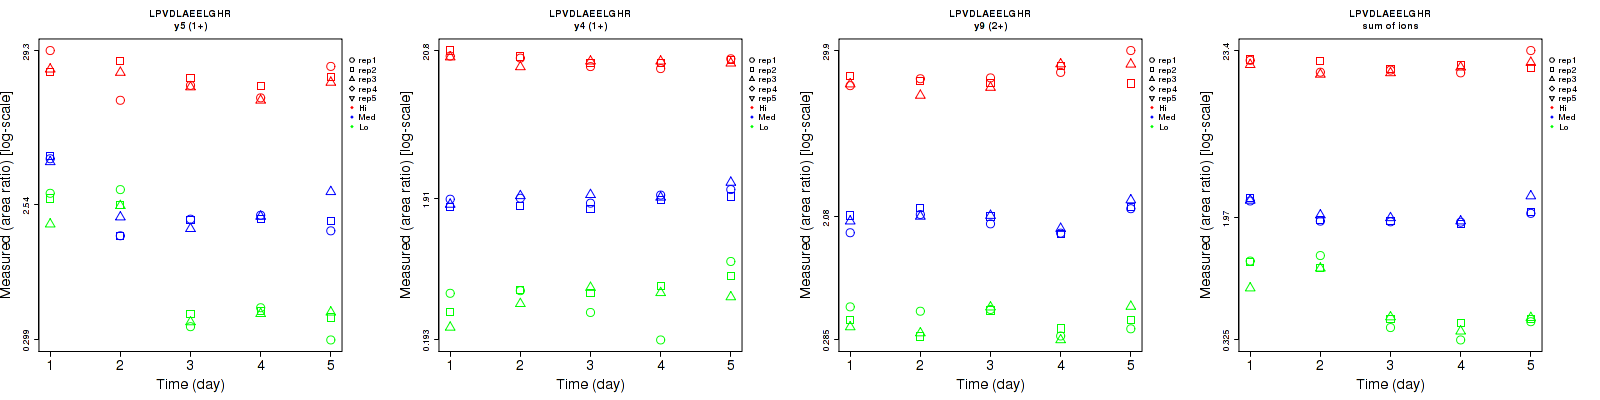 LPVDLAEELGHR
y5 (1+)
Measured (area ratio) [log-scale]
29.3
2.54
0.299
1 2 3 4 5
Time (day)
rep1
rep2
rep3
rep4
rep5
Hi
Med
Lo
LPVDLAEELGHR
y4 (1+)
Measured (area ratio) [log-scale]
20.8
1.91
0.193
1 2 3 4 5
Time (day)
rep1
rep2
rep3
rep4
rep5
Hi
Med
Lo
LPVDLAEELGHR
y9 (2+)
Measured (area ratio) [log-scale]
29.9
2.08
0.285
1 2 3 4 5
Time (day)
rep1
rep2
rep3
rep4
rep5
Hi
Med
Lo
LPVDLAEELGHR
sum of ions
Measured (area ratio) [log-scale]
23.4
1.97
0.325
1 2 3 4 5
Time (day)
rep1
rep2
rep3
rep4
rep5
Hi
Med
Lo